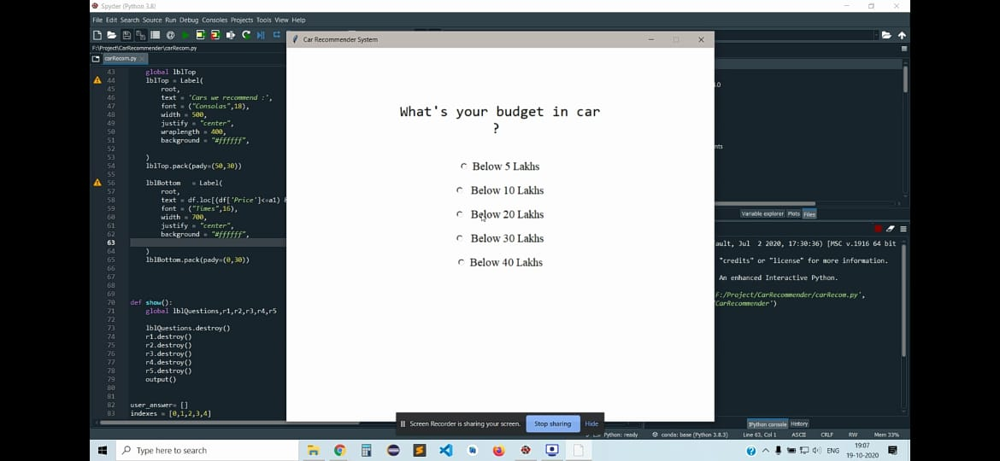 Spyder (Python 3.8)
File Edit Search Source Run Debug Consoles Projects Tools View Help
F:\Project\CarRecommender\carRecom.py
carRecom.py
43 global lblTop
44 lblTop = Label(
45 root,
46 text = 'Cars we recommend :',
47 font = ("Consolas",18),
48 width = 500,
49 justify = "center",
50 wraplength = 400,
51 background = "#ffffff",
52
53 )
54 lblTop.pack(pady=(50,30))
55
56 lblBottom = Label(
57 root,
58 text = df.loc[(df['Price']<=a1) &
59 font = ("Times",16),
60 width = 700,
61 justify = "center",
62 background = "#ffffff",
63
64 )
65 lblBottom.pack(pady=(0,30))
66
67
68
69
70 def show():
71 global lblQuestions,r1,r2,r3,r4,r5
72
73 lblQuestions.destroy()
74 r1.destroy()
75 r2.destroy()
76 r3.destroy()
77 r4.destroy()
78 r5.destroy()
79 output()
80
81
82 user_answer= []
83 indexes = [0,1,2,3,4]
Car Recommender System
What's your budget in car
?
Below 5 Lakhs
Below 10 Lakhs
Below 20 Lakhs
Below 30 Lakhs
Below 40 Lakhs
Variable explorer Plots Files
ault, Jul 2 2020, 17:30:36) [MSC v.1916 64 bit
"credits" or "license" for more information.
An enhanced Interactive Python.
F:/Project/CarRecommender/carRecom.py',
CarRecommender')
IPython console History
Screen Recorder is sharing your screen. Stop sharing Hide
Python: ready conda: base (Python 3.8.3) Line 63, Col 1 ASCII CRLF RW Mem 33%
Type here to search
ENG
19:07
19-10-2020